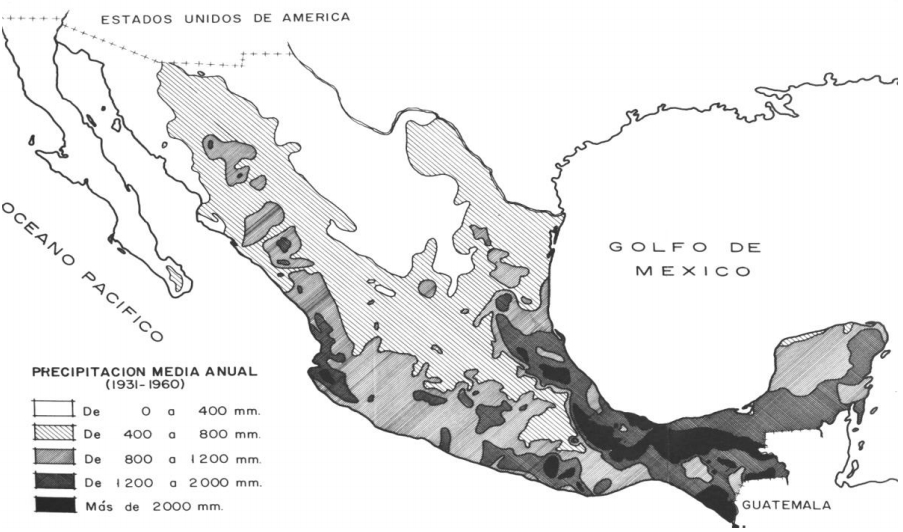 ESTADOS UNIDOS DE AMERICA
OCEANO PACIFICO
GOLFO DE
MEXICO
PRECIPITACION MEDIA ANUAL
(1931-1960)
De 0 a 400 mm.
De 400 a 800 mm.
De 800 a 1200 mm.
De 1200 a 2000 mm.
Más de 2000 mm.
GUATEMALA